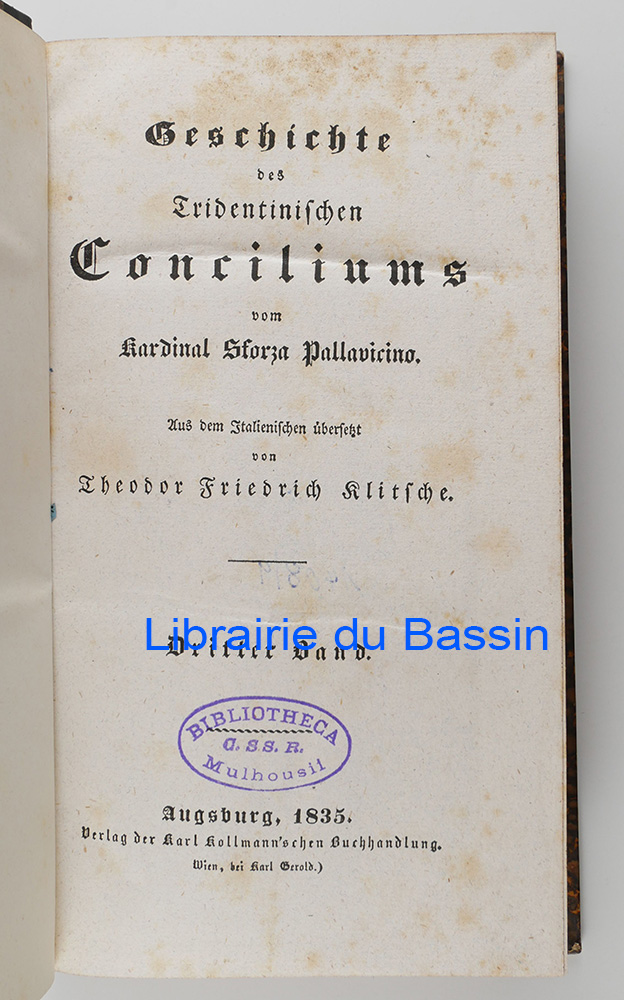 Geschichte
des
Tridentinischen
Conciliums
vom
Kardinal Sforza Pallavicino.
Aus dem Italienischen übersetzt
von
Theodor Friedrich Klitsche.
Librairie du Bassin
Dritter Band.
BIBLIOTHECA
C. SS. R.
Mulhousii
Augsburg, 1835.
Verlag der Karl Kollmann'schen Buchhandlung.
Wien, bei Karl Gerold.)